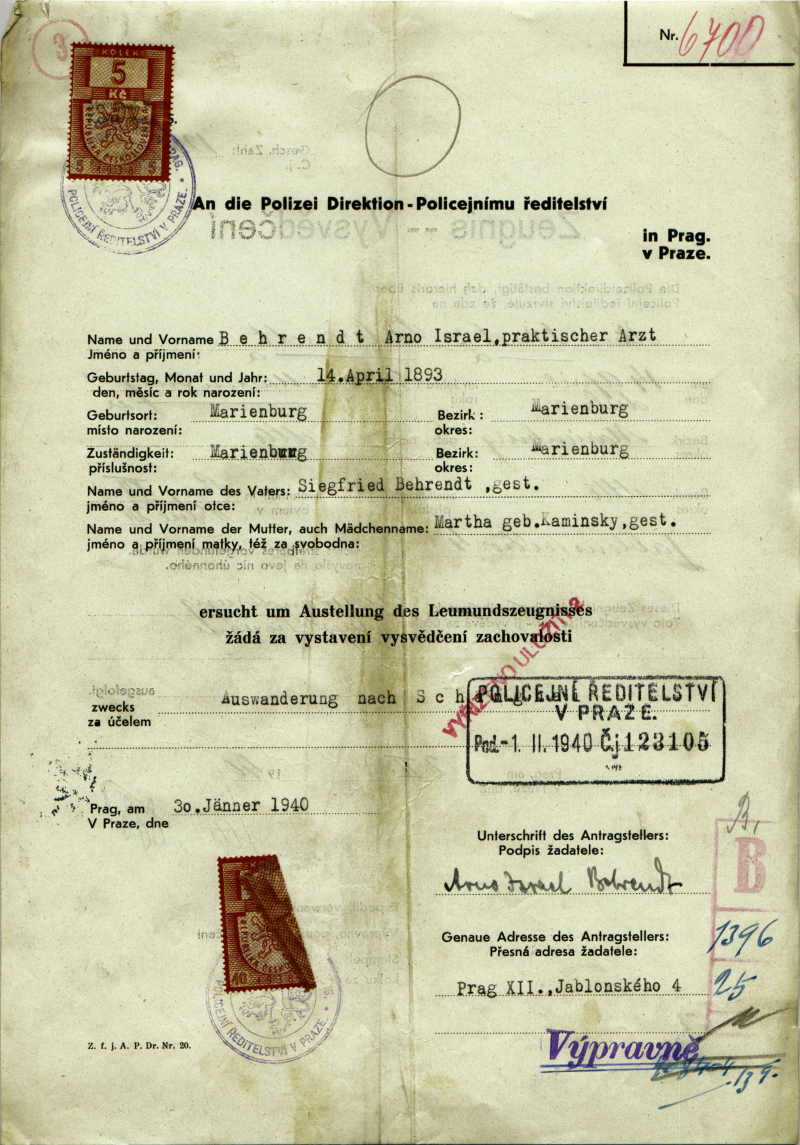 3
KOLEK
5
Kč
5 5
POLICEJNÍ ŘEDITELSTVÍ V PRAZE.
Nr. 6700
An die Polizei Direktion - Policejnímu ředitelství
in Prag.
v Praze.
Name und Vorname B e h r e n d t Arno Israel,praktischer Arzt
Jméno a příjmení:
Geburtstag, Monat und Jahr: 14.April 1893
den, měsíc a rok narození:
Geburtsort: Marienburg Bezirk: Marienburg
místo narození: okres:
Zuständigkeit: Marienburg Bezirk: Marienburg
příslušnost: okres:
Name und Vorname des Vaters: Siegfried Behrendt ,gest.
jméno a příjmení otce:
Name und Vorname der Mutter, auch Mädchenname: Martha geb.Kaminsky,gest.
jméno a příjmení matky, též za svobodna:
ersucht um Austellung des Leumundszeugnisses
žádá za vystavení vysvědčení zachovalosti
zwecks Auswanderung nach S c h
za účelem
POLICEJNÉ ŘEDITELSTVÍ
V PRAZE.
Pod.-1. II. 1940 Čj 123105
Prag, am 30.Jänner 1940
V Praze, dne
Unterschrift des Antragstellers:
Podpis žadatele:
Arno Israel Behrendt
B.
B
Genaue Adresse des Antragstellers:
Přesná adresa žadatele:
1396
25
Prag XII.,Jablonského 4
POLICEJNÍ ŘEDITELSTVÍ V PRAZE.
Z. f. j. A. P. Dr. Nr. 20.
Výpravně